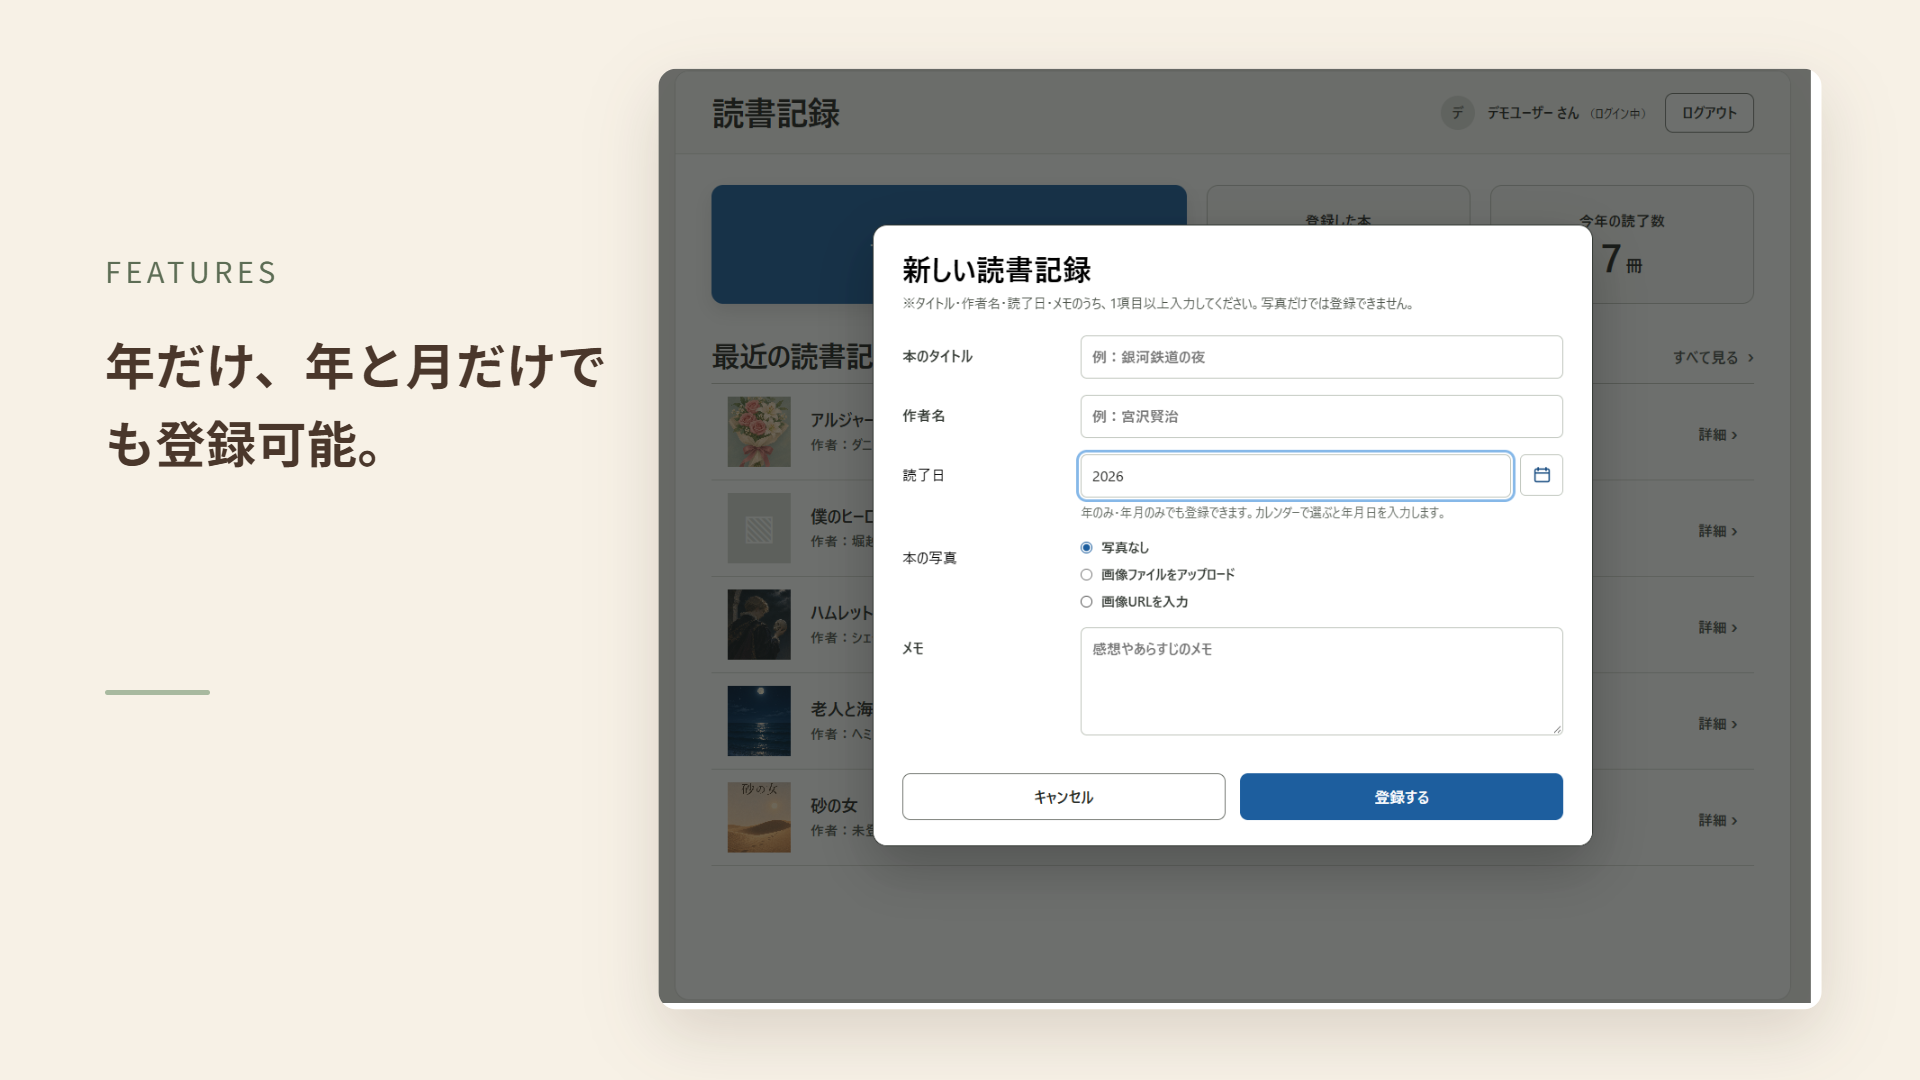 FEATURES
年だけ、年と月だけで
も登録可能。
読書記録
デ
デモユーザー さん
（ログイン中）
ログアウト
登録した本
今年の読了数
7 冊
最近の読書記
すべて見る ›
アルジャー
作者：ダニ
詳細 ›
僕のヒーロ
作者：堀越
詳細 ›
ハムレット
作者：シェ
詳細 ›
老人と海
作者：ヘミ
詳細 ›
砂の女
砂の女
作者：未登
詳細 ›
新しい読書記録
※タイトル・作者名・読了日・メモのうち、1項目以上入力してください。写真だけでは登録できません。
本のタイトル
例：銀河鉄道の夜
作者名
例：宮沢賢治
読了日
2026
年のみ・年月のみでも登録できます。カレンダーで選ぶと年月日を入力します。
本の写真
写真なし
画像ファイルをアップロード
画像URLを入力
メモ
感想やあらすじのメモ
キャンセル
登録する